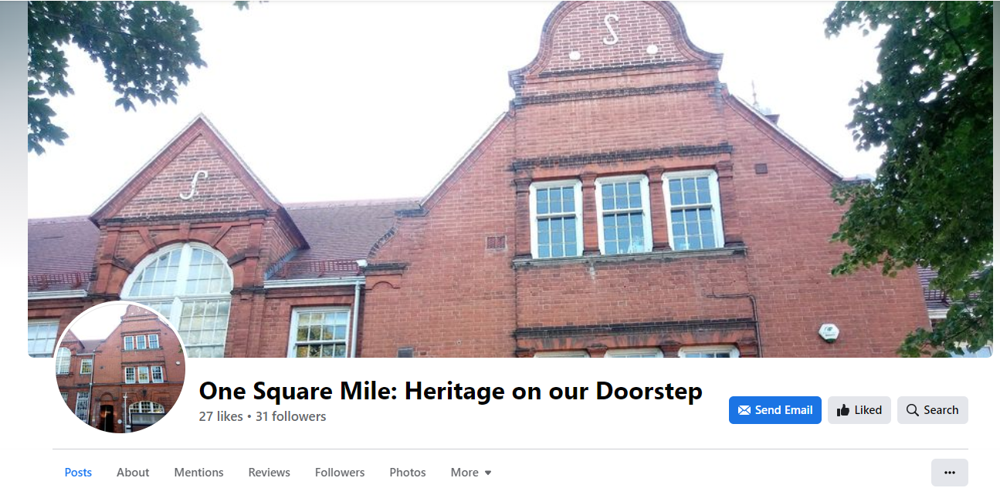 One Square Mile: Heritage on our Doorstep
27 likes • 31 followers
Send Email
Liked
Search
Posts
About
Mentions
Reviews
Followers
Photos
More